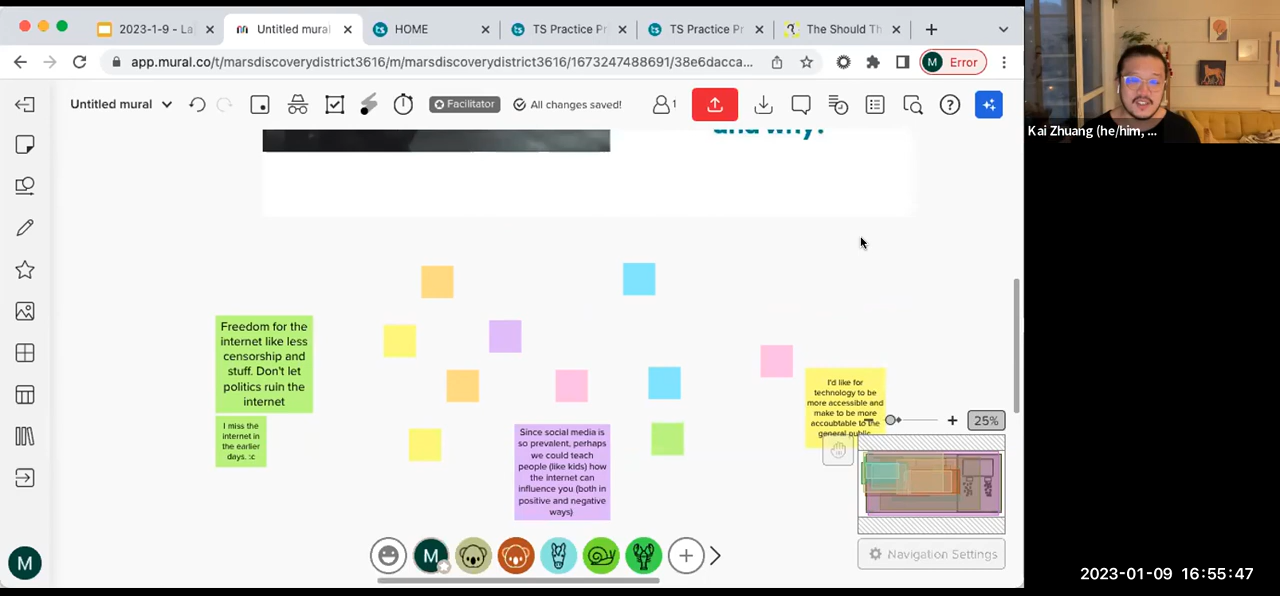 2023-1-9 - La
Untitled mural
HOME
TS Practice Pr
TS Practice Pr
The Should Th
app.mural.co/t/marsdiscoverydistrict3616/m/marsdiscoverydistrict3616/1673247488691/38e6dacca...
M
Error
Untitled mural
Facilitator
All changes saved!
1
Kai Zhuang (he/him, ...
and why?
Freedom for the
internet like less
censorship and
stuff. Don't let
politics ruin the
internet
I miss the
internet in
the earlier
days. :c
Since social media is
so prevalent, perhaps
we could teach
people (like kids) how
the internet can
influence you (both in
positive and negative
ways)
I'd like for
technology to be
more accessible and
make to be more
accoubtable to the
general public.
25%
Navigation Settings
M
M
2023-01-09 16:55:47